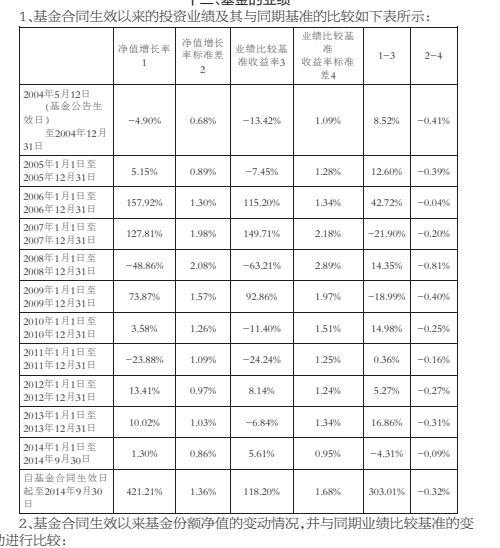 十二、基金的业绩
1、基金合同生效以来的投资业绩及其与同期基准的比较如下表所示：
净值增长率1 净值增长率标准差2 业绩比较基准收益率3 业绩比较基准收益率标准差4 1-3 2-4
2004年5月12日（基金公告生效日）至2004年12月31日 -4.90% 0.68% -13.42% 1.09% 8.52% -0.41%
2005年1月1日至2005年12月31日 5.15% 0.89% -7.45% 1.28% 12.60% -0.39%
2006年1月1日至2006年12月31日 157.92% 1.30% 115.20% 1.34% 42.72% -0.04%
2007年1月1日至2007年12月31日 127.81% 1.98% 149.71% 2.18% -21.90% -0.20%
2008年1月1日至2008年12月31日 -48.86% 2.08% -63.21% 2.89% 14.35% -0.81%
2009年1月1日至2009年12月31日 73.87% 1.57% 92.86% 1.97% -18.99% -0.40%
2010年1月1日至2010年12月31日 3.58% 1.26% -11.40% 1.51% 14.98% -0.25%
2011年1月1日至2011年12月31日 -23.88% 1.09% -24.24% 1.25% 0.36% -0.16%
2012年1月1日至2012年12月31日 13.41% 0.97% 8.14% 1.24% 5.27% -0.27%
2013年1月1日至2013年12月31日 10.02% 1.03% -6.84% 1.34% 16.86% -0.31%
2014年1月1日至2014年9月30日 1.30% 0.86% 5.61% 0.95% -4.31% -0.09%
自基金合同生效日起至2014年9月30日 421.21% 1.36% 118.20% 1.68% 303.01% -0.32%
2、基金合同生效以来基金份额净值的变动情况，并与同期业绩比较基准的变
动进行比较：